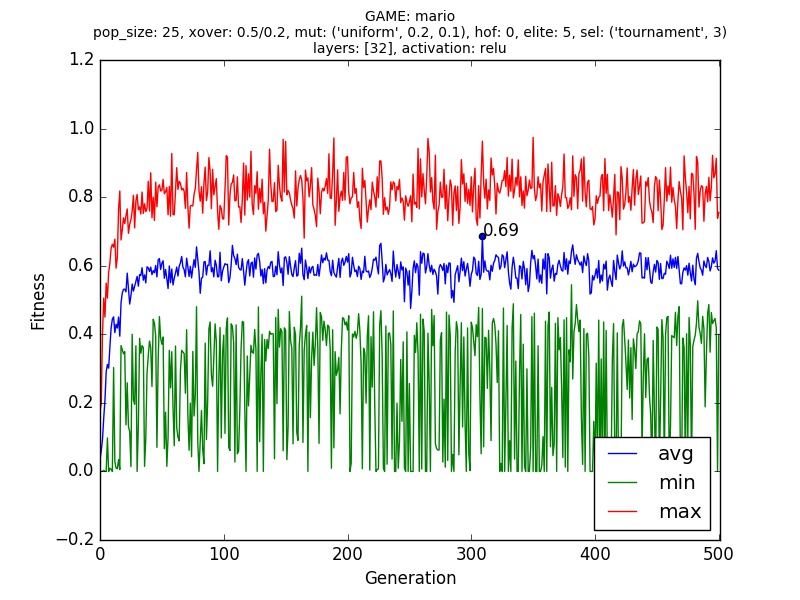 GAME: mario
pop_size: 25, xover: 0.5/0.2, mut: ('uniform', 0.2, 0.1), hof: 0, elite: 5, sel: ('tournament', 3)
layers: [32], activation: relu
1.2
1.0
0.8
0.6
0.4
0.2
0.0
−0.2
Fitness
0.69
avg
min
max
0 100 200 300 400 500
Generation